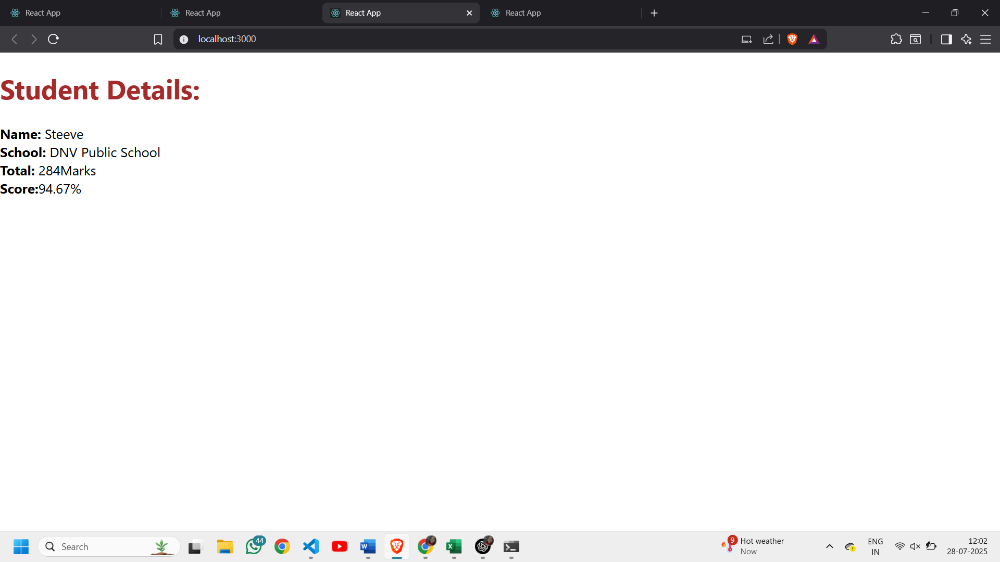 React App
React App
React App
React App
localhost:3000
Student Details:
Name: Steeve
School: DNV Public School
Total: 284Marks
Score:94.67%
Search
44
9
Hot weather
Now
ENG
IN
12:02
28-07-2025